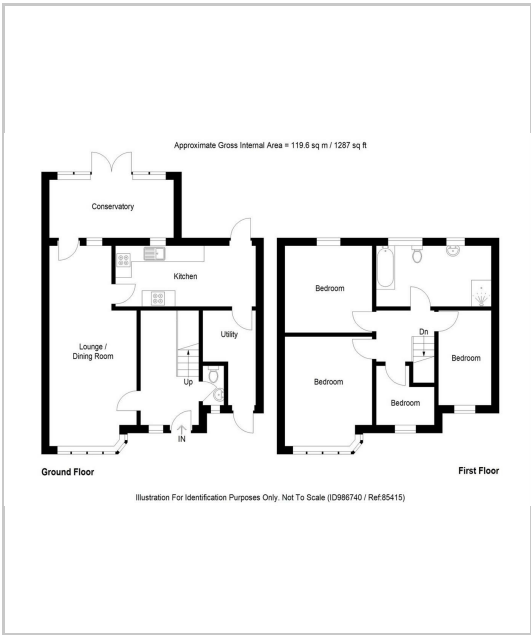 Approximate Gross Internal Area = 119.6 sq m / 1287 sq ft
Conservatory
Kitchen
Lounge /
Dining Room
Utility
Up
IN
Ground Floor
Bedroom
Dn
Bedroom
Bedroom
Bedroom
First Floor
Illustration For Identification Purposes Only. Not To Scale (ID986740 / Ref:85415)